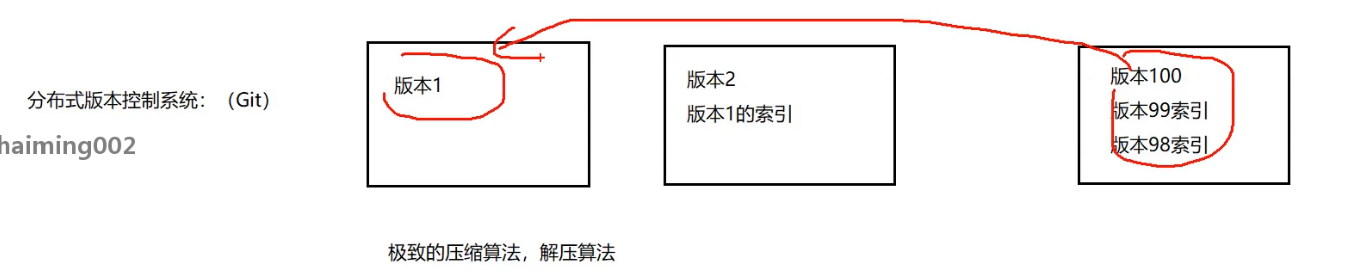 分布式版本控制系统：（Git）
haiming002
版本1
版本2
版本1的索引
版本100
版本99索引
版本98索引
极致的压缩算法，解压算法